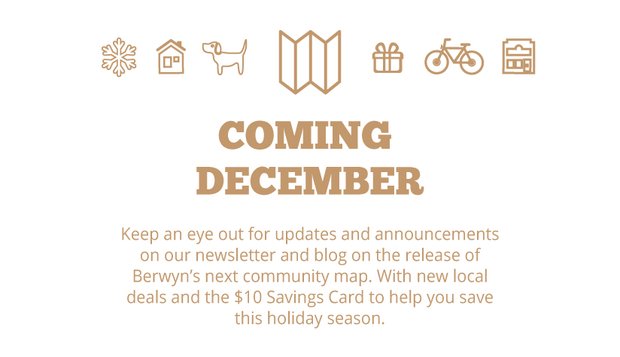 COMING
DECEMBER
Keep an eye out for updates and announcements
on our newsletter and blog on the release of
Berwyn’s next community map. With new local
deals and the $10 Savings Card to help you save
this holiday season.